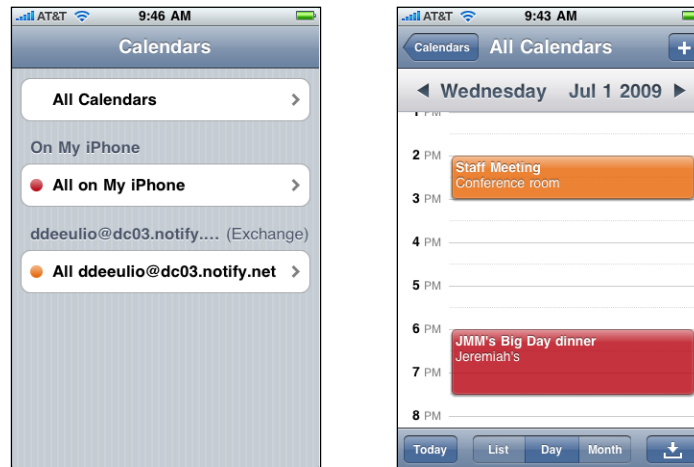 AT&T 9:46 AM
Calendars
All Calendars
On My iPhone
All on My iPhone
ddeeulio@dc03.notify.... (Exchange)
All ddeeulio@dc03.notify.net
AT&T 9:43 AM
Calendars All Calendars +
Wednesday Jul 1 2009
1 PM
2 PM
Staff Meeting
Conference room
3 PM
4 PM
5 PM
6 PM
JMM's Big Day dinner
Jeremiah's
7 PM
8 PM
Today List Day Month